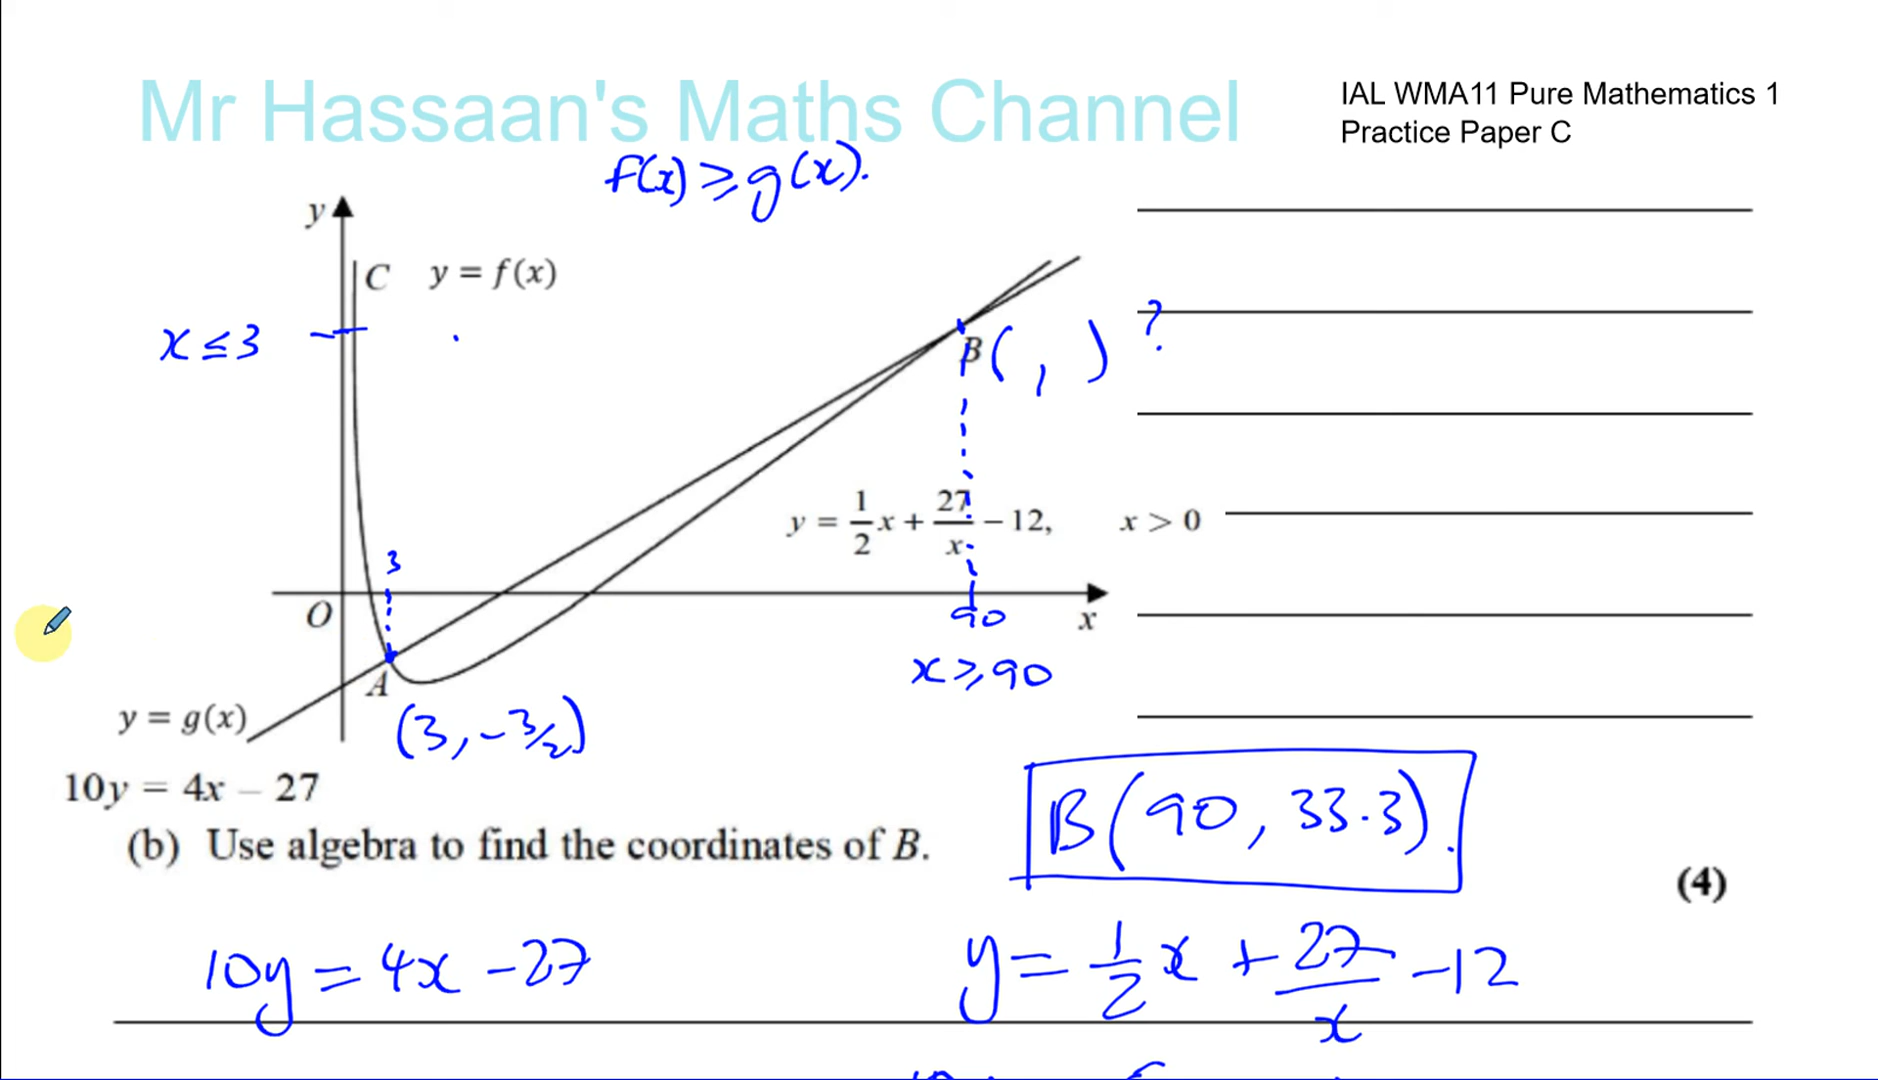 Mr Hassaan's Maths Channel
IAL WMA11 Pure Mathematics 1
Practice Paper C
f(x) ⩾ g(x).
y
C y = f(x)
x ≤ 3
B ( , ) ?
y = 1/2 x + 27/x − 12, x > 0
3
O
90
x
A
x ⩾ 90
y = g(x)
(3, −3/2)
10y = 4x − 27
B(90, 33.3).
(b) Use algebra to find the coordinates of B.
(4)
10y = 4x − 27
y = 1/2 x + 27/x − 12